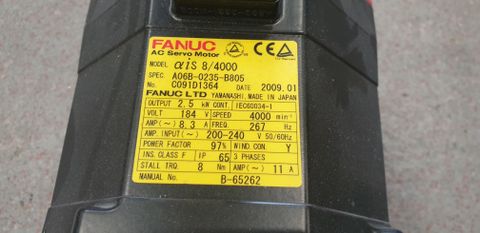 FANUC
AC Servo Motor
MODEL αiS 8/4000
SPEC. A06B-0235-B805
No. C091D1364 DATE 2009.01
FANUC LTD YAMANASHI, MADE IN JAPAN
OUTPUT 2.5 kW CONT. IEC60034-1
VOLT 184 V SPEED 4000 min⁻¹
AMP(~) 8.3 A FREQ. 267 Hz
AMP. INPUT(~) 200-240 V 50/60Hz
POWER FACTOR 97% WIND CON. Y
INS. CLASS F IP 65 3 PHASES
STALL TRQ. 8 Nm AMP(~) 11 A
MANUAL No. B-65262